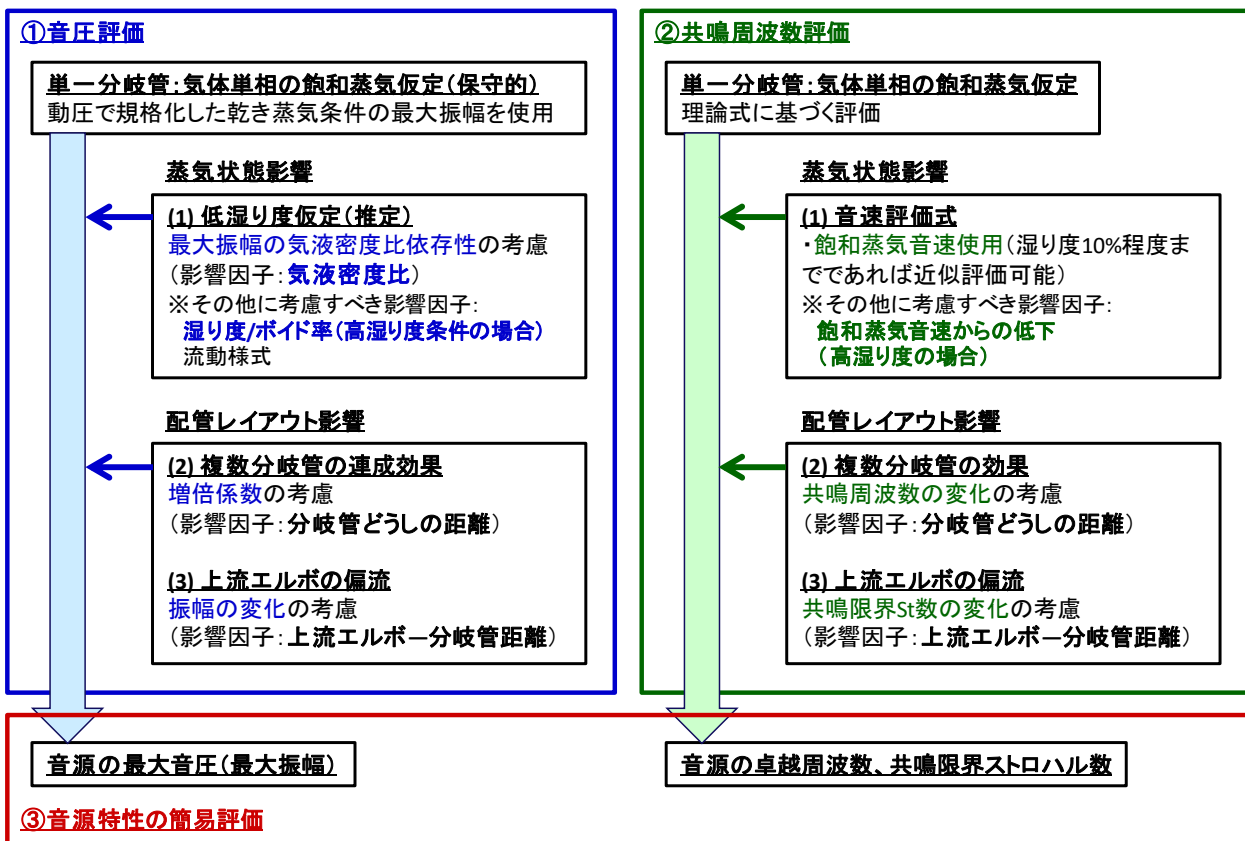 ①音圧評価
単一分岐管：気体単相の飽和蒸気仮定（保守的）
動圧で規格化した乾き蒸気条件の最大振幅を使用
蒸気状態影響
(1) 低湿り度仮定（推定）
最大振幅の気液密度比依存性の考慮
（影響因子：気液密度比）
※その他に考慮すべき影響因子：
湿り度/ボイド率（高湿り度条件の場合）
流動様式
配管レイアウト影響
(2) 複数分岐管の連成効果
増倍係数の考慮
（影響因子：分岐管どうしの距離）
(3) 上流エルボの偏流
振幅の変化の考慮
（影響因子：上流エルボ―分岐管距離）
②共鳴周波数評価
単一分岐管：気体単相の飽和蒸気仮定
理論式に基づく評価
蒸気状態影響
(1) 音速評価式
・飽和蒸気音速使用（湿り度10%程度ま
でであれば近似評価可能）
※その他に考慮すべき影響因子：
飽和蒸気音速からの低下
（高湿り度の場合）
配管レイアウト影響
(2) 複数分岐管の効果
共鳴周波数の変化の考慮
（影響因子：分岐管どうしの距離）
(3) 上流エルボの偏流
共鳴限界St数の変化の考慮
（影響因子：上流エルボ―分岐管距離）
音源の最大音圧（最大振幅）
音源の卓越周波数、共鳴限界ストロハル数
③音源特性の簡易評価